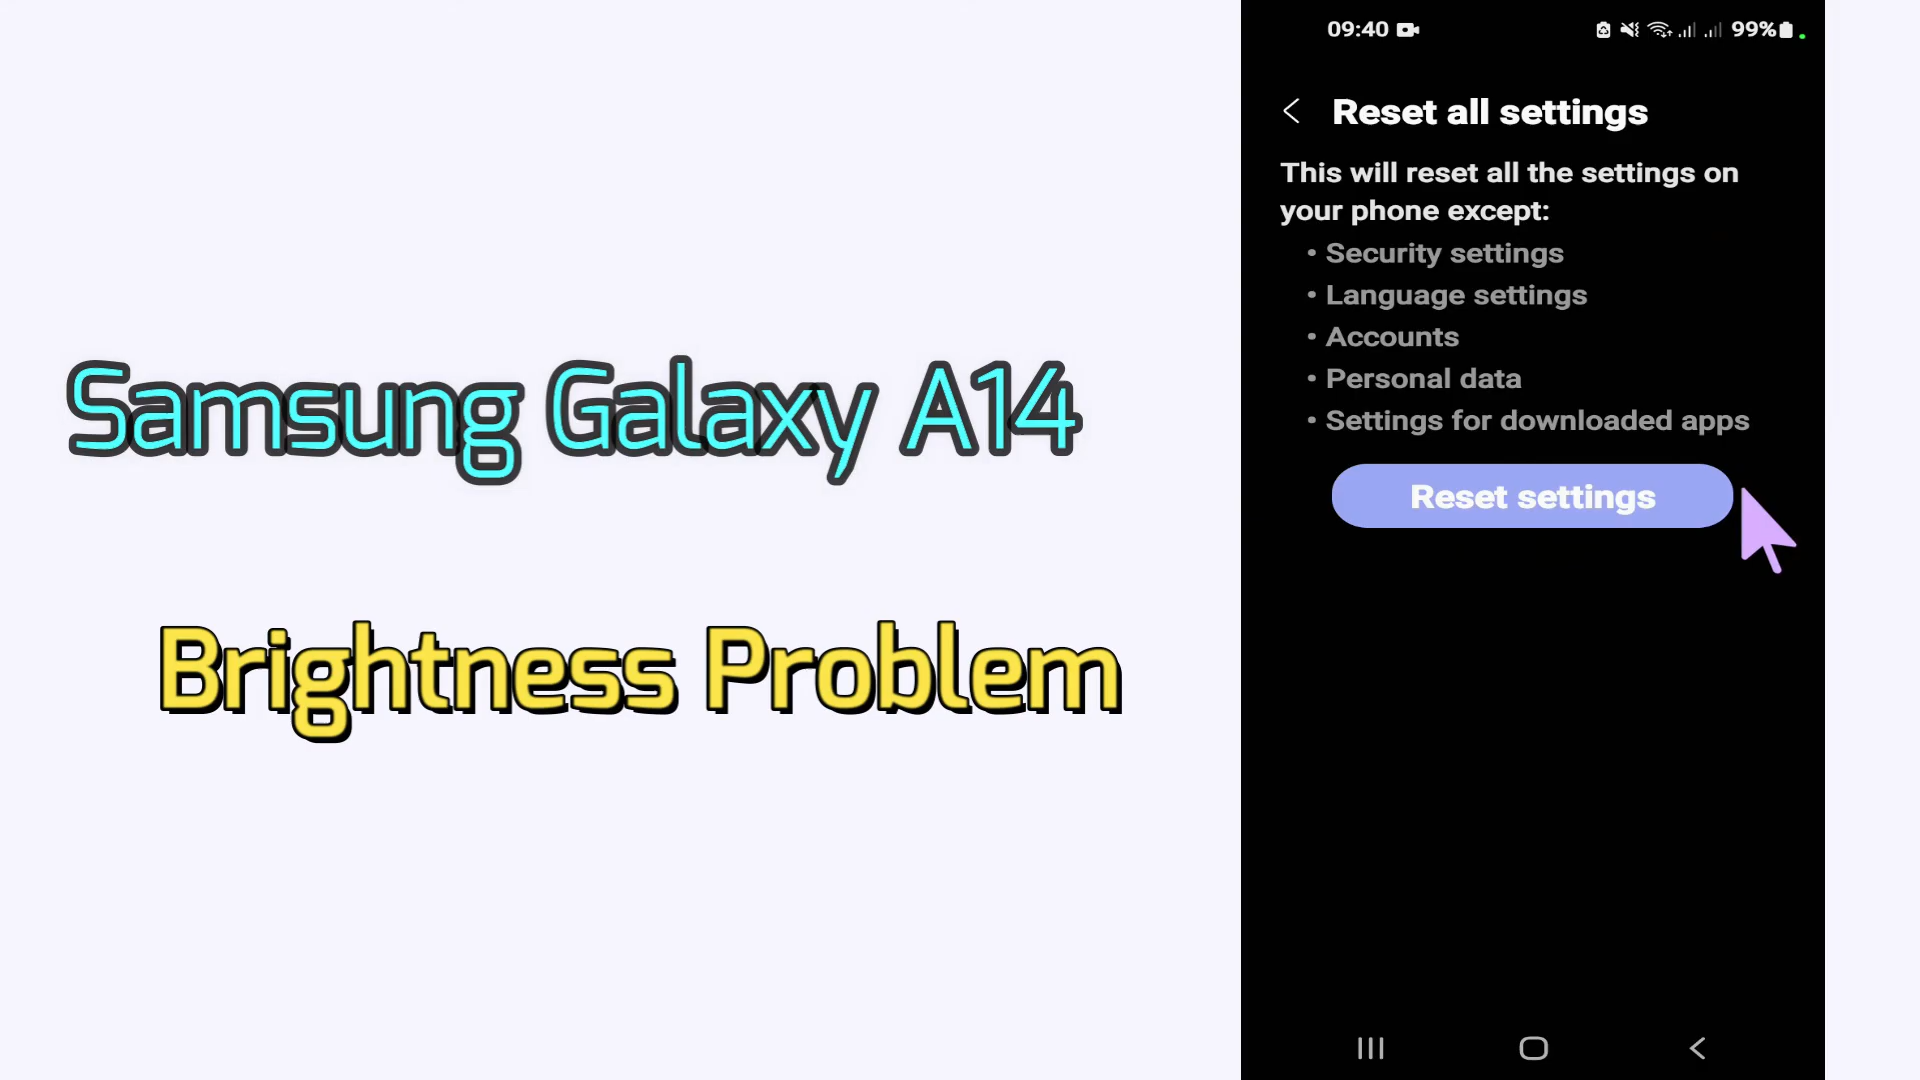 Samsung Galaxy A14
Brightness Problem
09:40
99%
Reset all settings
This will reset all the settings on
your phone except:
• Security settings
• Language settings
• Accounts
• Personal data
• Settings for downloaded apps
Reset settings